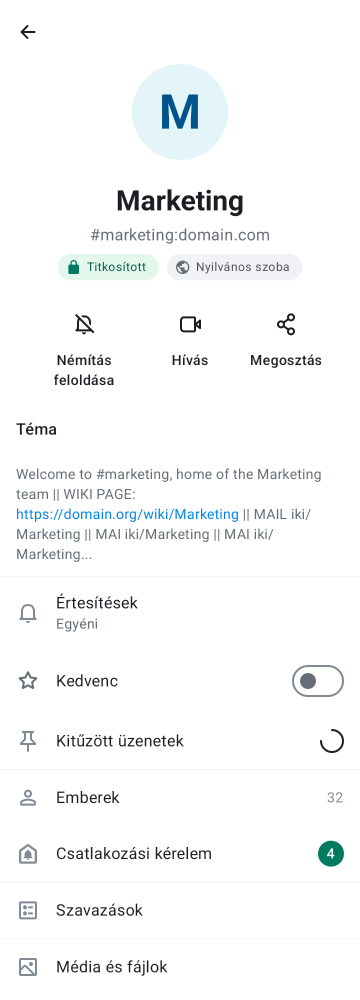 M
Marketing
#marketing:domain.com
Titkosított
Nyilvános szoba
Némítás
feloldása
Hívás
Megosztás
Téma
Welcome to #marketing, home of the Marketing
team || WIKI PAGE:
https://domain.org/wiki/Marketing || MAIL iki/
Marketing || MAI iki/Marketing || MAI iki/
Marketing...
Értesítések
Egyéni
Kedvenc
Kitűzött üzenetek
Emberek 32
Csatlakozási kérelem 4
Szavazások
Média és fájlok